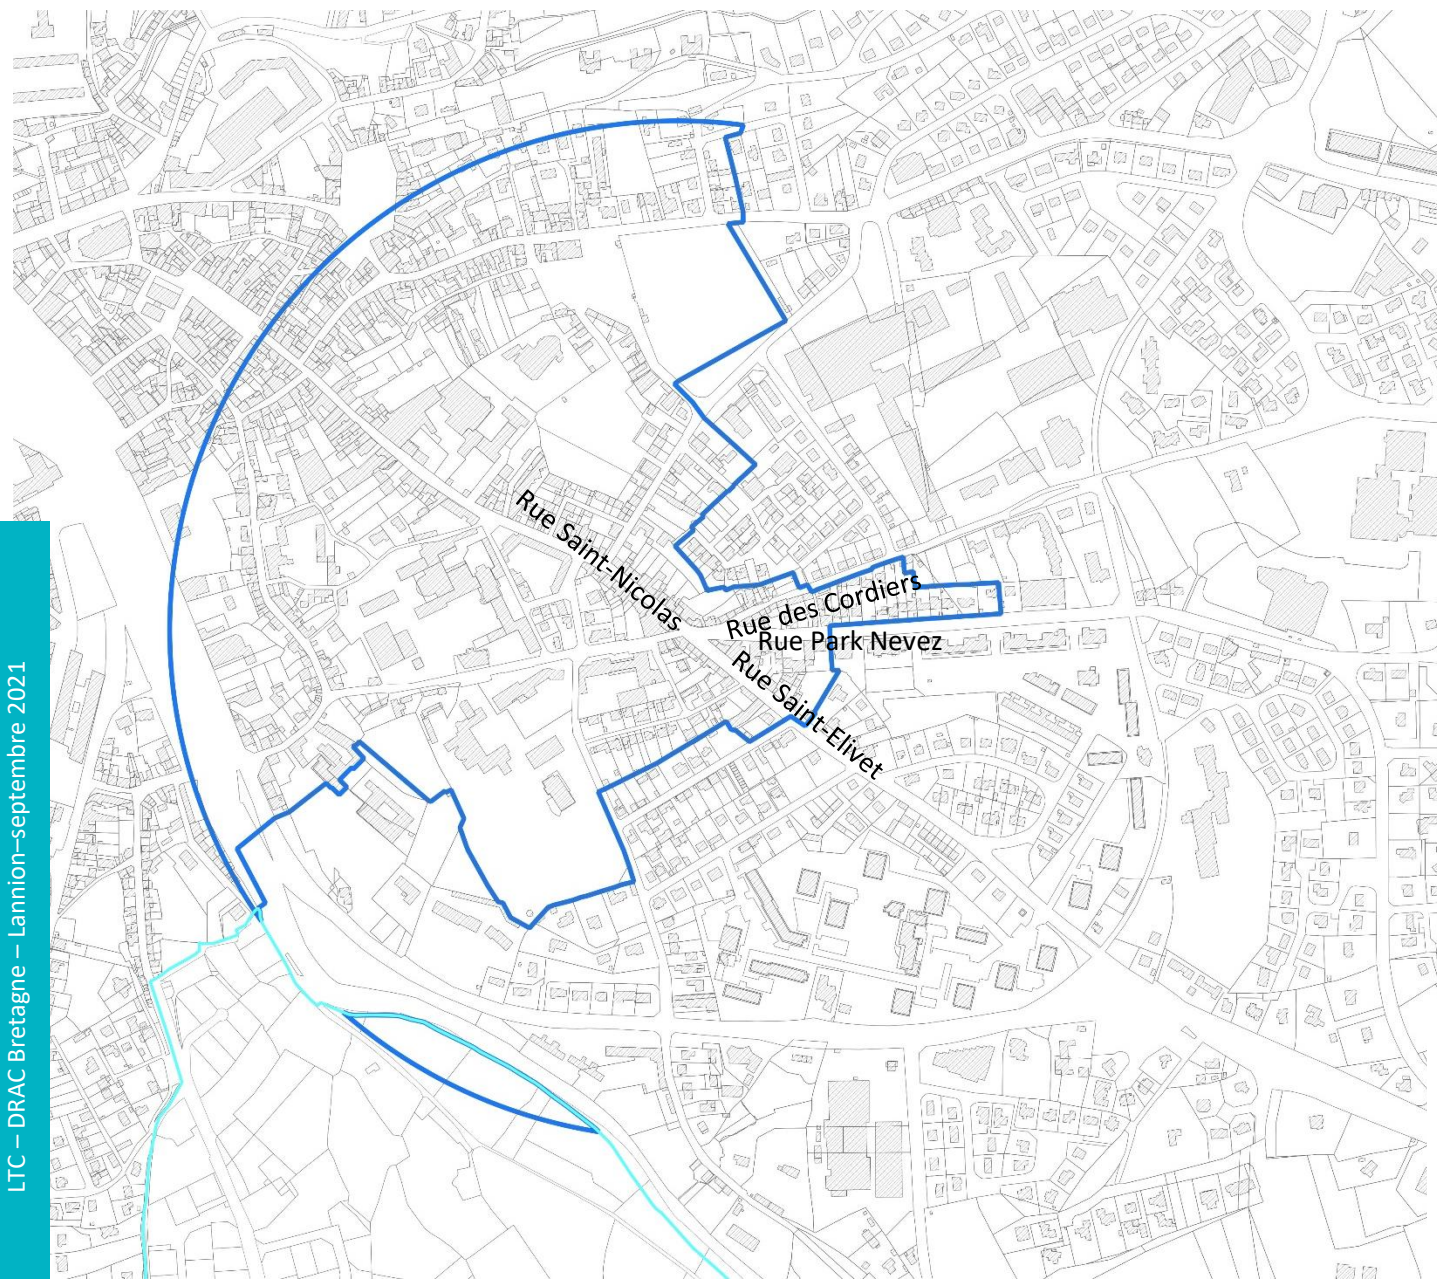 Rue Saint-Nicolas
Rue des Cordiers
Rue Park Nevez
Rue Saint-Elivet
LTC – DRAC Bretagne – Lannion–septembre 2021